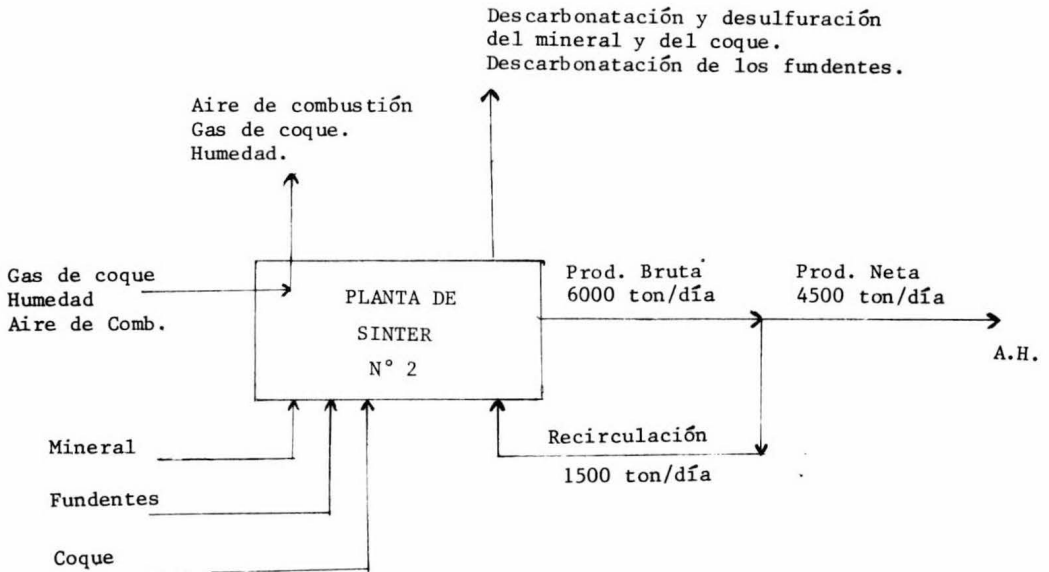 Descarbonatación y desulfuración
del mineral y del coque.
Descarbonatación de los fundentes.
Aire de combustión
Gas de coque.
Humedad.
Gas de coque
Humedad
Aire de Comb.
PLANTA DE
SINTER
N° 2
Prod. Bruta
6000 ton/día
Prod. Neta
4500 ton/día
A.H.
Recirculación
1500 ton/día
Mineral
Fundentes
Coque